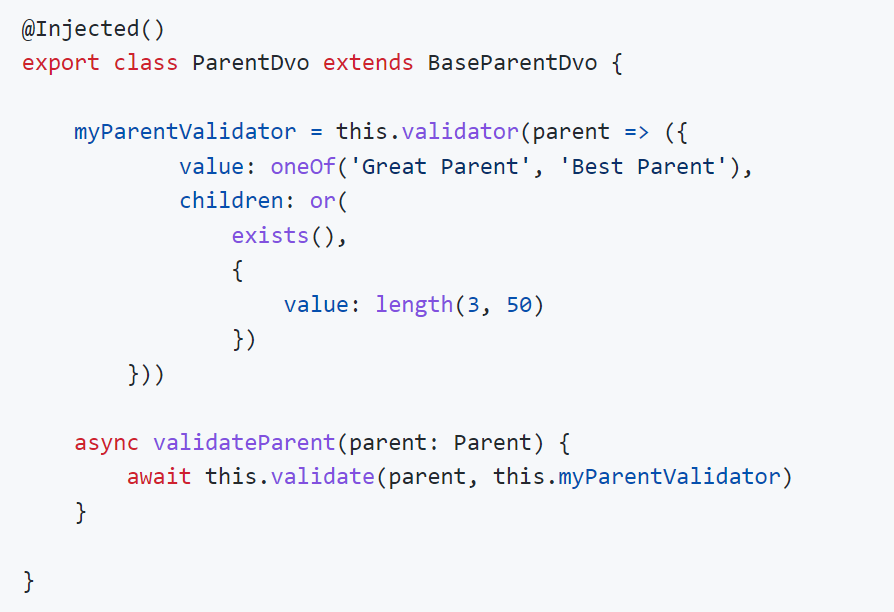 @Injected()
export class ParentDvo extends BaseParentDvo {
    myParentValidator = this.validator(parent => ({
            value: oneOf('Great Parent', 'Best Parent'),
            children: or(
                exists(),
                {
                    value: length(3, 50)
                })
        }))
    async validateParent(parent: Parent) {
        await this.validate(parent, this.myParentValidator)
    }
}